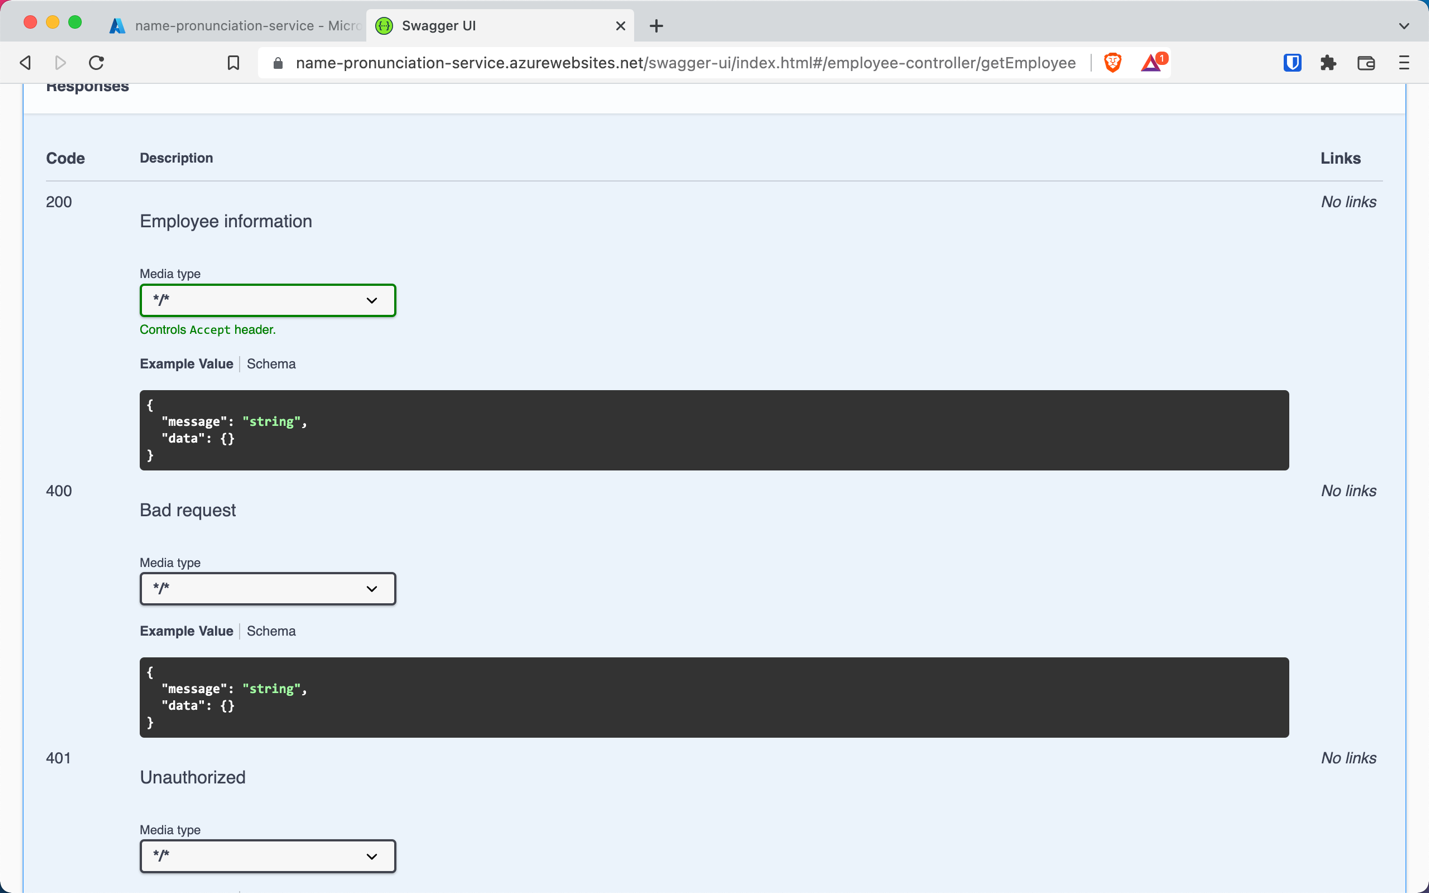 name-pronunciation-service - Micr
Swagger UI
name-pronunciation-service.azurewebsites.net/swagger-ui/index.html#/employee-controller/getEmployee
1
Responses
Code Description Links
200 No links
Employee information
Media type
*/*
Controls Accept header.
Example Value Schema
{
"message": "string",
"data": {}
}
400 No links
Bad request
Media type
*/*
Example Value Schema
{
"message": "string",
"data": {}
}
401 No links
Unauthorized
Media type
*/*